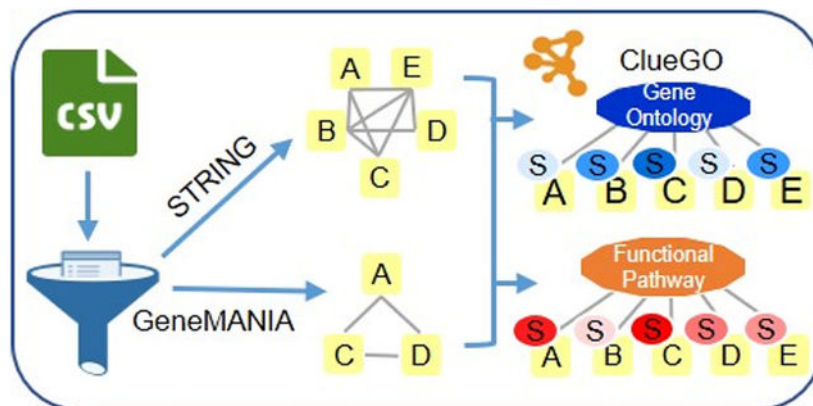 CSV
STRING
GeneMANIA
A E
B D
C
A
C D
ClueGO
Gene
Ontology
S S S S S
A B C D E
Functional
Pathway
S S S S S
A B C D E